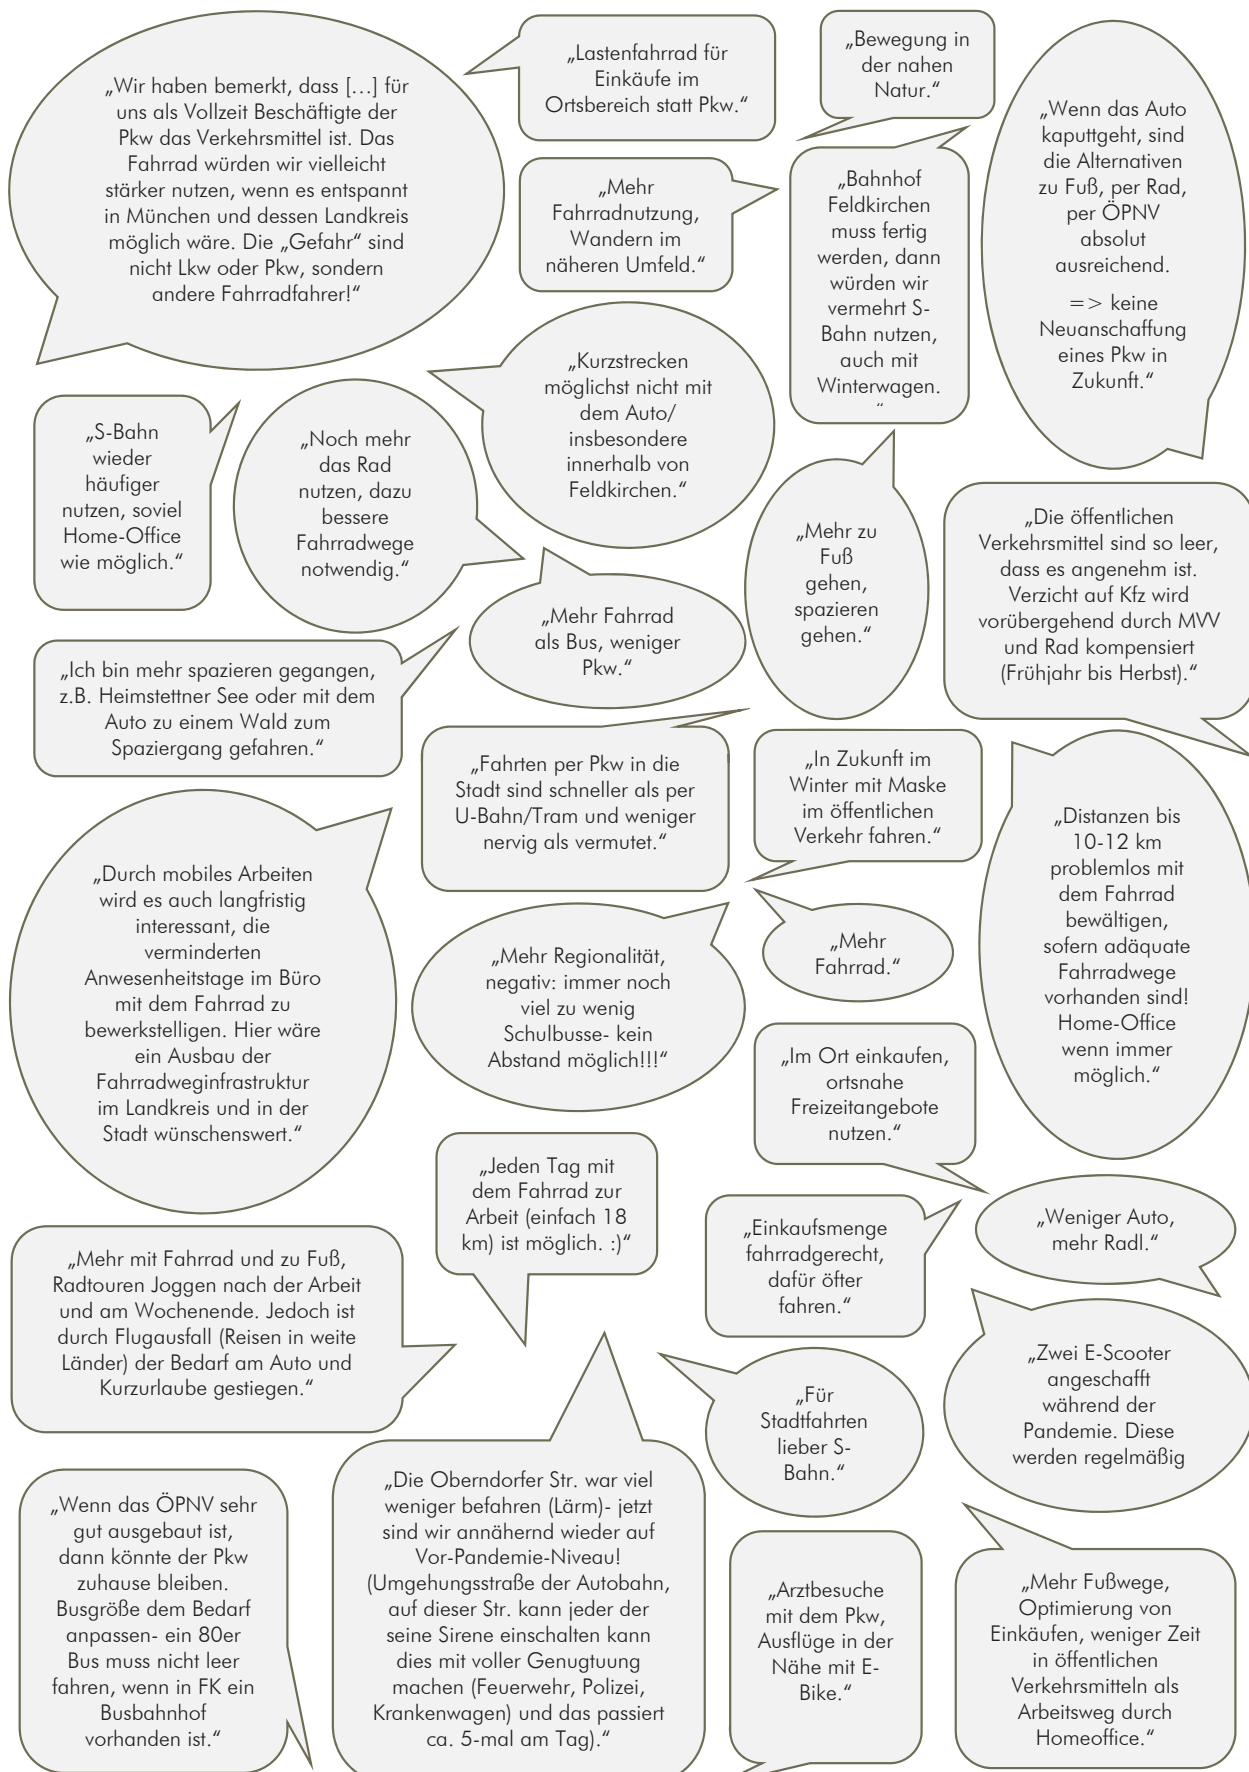 „Wir haben bemerkt, dass [...] für
uns als Vollzeit Beschäftigte der
Pkw das Verkehrsmittel ist. Das
Fahrrad würden wir vielleicht
stärker nutzen, wenn es entspannt
in München und dessen Landkreis
möglich wäre. Die „Gefahr“ sind
nicht Lkw oder Pkw, sondern
andere Fahrradfahrer!“
„Lastenfahrrad für
Einkäufe im
Ortsbereich statt Pkw.“
„Bewegung in
der nahen
Natur.“
„Wenn das Auto
kaputtgeht, sind
die Alternativen
zu Fuß, per Rad,
per ÖPNV
absolut
ausreichend.
=> keine
Neuanschaffung
eines Pkw in
Zukunft.“
„Mehr
Fahrradnutzung,
Wandern im
näheren Umfeld.“
„Bahnhof
Feldkirchen
muss fertig
werden, dann
würden wir
vermehrt S-
Bahn nutzen,
auch mit
Winterwagen.
“
„Kurzstrecken
möglichst nicht mit
dem Auto/
insbesondere
innerhalb von
Feldkirchen.“
„S-Bahn
wieder
häufiger
nutzen, soviel
Home-Office
wie möglich.“
„Noch mehr
das Rad
nutzen, dazu
bessere
Fahrradwege
notwendig.“
„Mehr zu
Fuß
gehen,
spazieren
gehen.“
„Die öffentlichen
Verkehrsmittel sind so leer,
dass es angenehm ist.
Verzicht auf Kfz wird
vorübergehend durch MVV
und Rad kompensiert
(Frühjahr bis Herbst).“
„Mehr Fahrrad
als Bus, weniger
Pkw.“
„Ich bin mehr spazieren gegangen,
z.B. Heimstettner See oder mit dem
Auto zu einem Wald zum
Spaziergang gefahren.“
„Fahrten per Pkw in die
Stadt sind schneller als per
U-Bahn/Tram und weniger
nervig als vermutet.“
„In Zukunft im
Winter mit Maske
im öffentlichen
Verkehr fahren.“
„Distanzen bis
10-12 km
problemlos mit
dem Fahrrad
bewältigen,
sofern adäquate
Fahrradwege
vorhanden sind!
Home-Office
wenn immer
möglich.“
„Durch mobiles Arbeiten
wird es auch langfristig
interessant, die
verminderten
Anwesenheitstage im Büro
mit dem Fahrrad zu
bewerkstelligen. Hier wäre
ein Ausbau der
Fahrradweginfrastruktur
im Landkreis und in der
Stadt wünschenswert.“
„Mehr Regionalität,
negativ: immer noch
viel zu wenig
Schulbusse- kein
Abstand möglich!!!“
„Mehr
Fahrrad.“
„Im Ort einkaufen,
ortsnahe
Freizeitangebote
nutzen.“
„Jeden Tag mit
dem Fahrrad zur
Arbeit (einfach 18
km) ist möglich. :)“
„Einkaufsmenge
fahrradgerecht,
dafür öfter
fahren.“
„Weniger Auto,
mehr Radl.“
„Mehr mit Fahrrad und zu Fuß,
Radtouren Joggen nach der Arbeit
und am Wochenende. Jedoch ist
durch Flugausfall (Reisen in weite
Länder) der Bedarf am Auto und
Kurzurlaube gestiegen.“
„Für
Stadtfahrten
lieber S-
Bahn.“
„Zwei E-Scooter
angeschafft
während der
Pandemie. Diese
werden regelmäßig
„Wenn das ÖPNV sehr
gut ausgebaut ist,
dann könnte der Pkw
zuhause bleiben.
Busgröße dem Bedarf
anpassen- ein 80er
Bus muss nicht leer
fahren, wenn in FK ein
Busbahnhof
vorhanden ist.“
„Die Oberndorfer Str. war viel
weniger befahren (Lärm)- jetzt
sind wir annähernd wieder auf
Vor-Pandemie-Niveau!
(Umgehungsstraße der Autobahn,
auf dieser Str. kann jeder der
seine Sirene einschalten kann
dies mit voller Genugtuung
machen (Feuerwehr, Polizei,
Krankenwagen) und das passiert
ca. 5-mal am Tag).“
„Arztbesuche
mit dem Pkw,
Ausflüge in der
Nähe mit E-
Bike.“
„Mehr Fußwege,
Optimierung von
Einkäufen, weniger Zeit
in öffentlichen
Verkehrsmitteln als
Arbeitsweg durch
Homeoffice.“